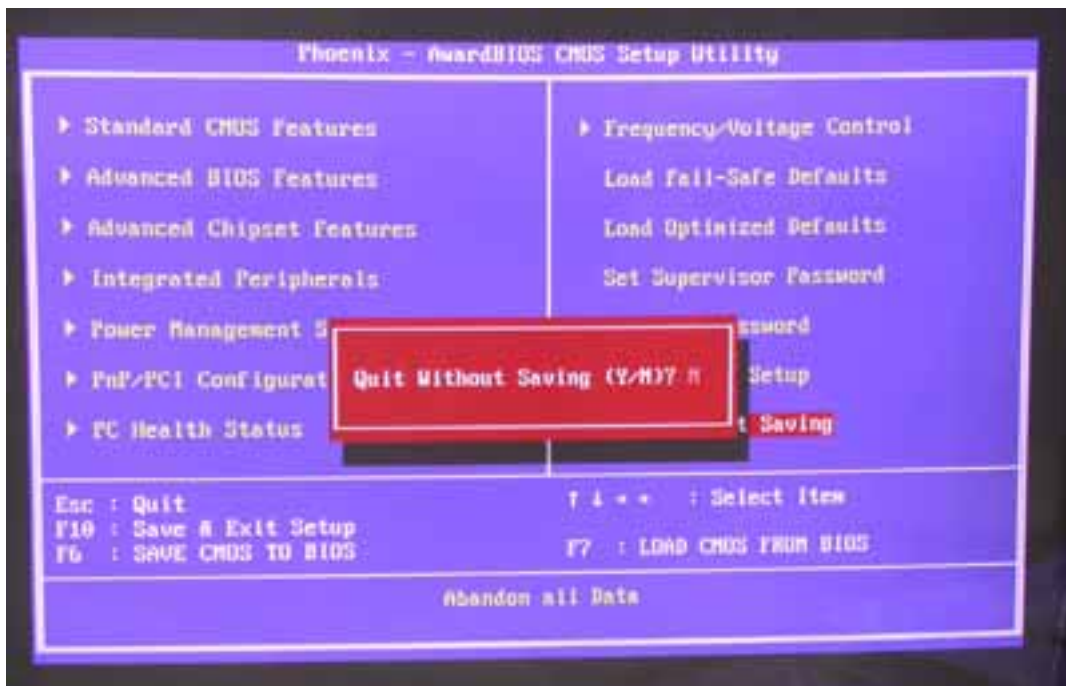 Phoenix - AwardBIOS CMOS Setup Utility
Standard CMOS Features
Advanced BIOS Features
Advanced Chipset Features
Integrated Peripherals
Power Management S
PnP/PCI Configurat
PC Health Status
Frequency/Voltage Control
Load Fail-Safe Defaults
Load Optimized Defaults
Set Supervisor Password
ssword
Setup
t Saving
Quit Without Saving (Y/N)? N
Esc : Quit
F10 : Save & Exit Setup
F6 : SAVE CMOS TO BIOS
↑ ↓ → ← : Select Item
F7 : LOAD CMOS FROM BIOS
Abandon all Data